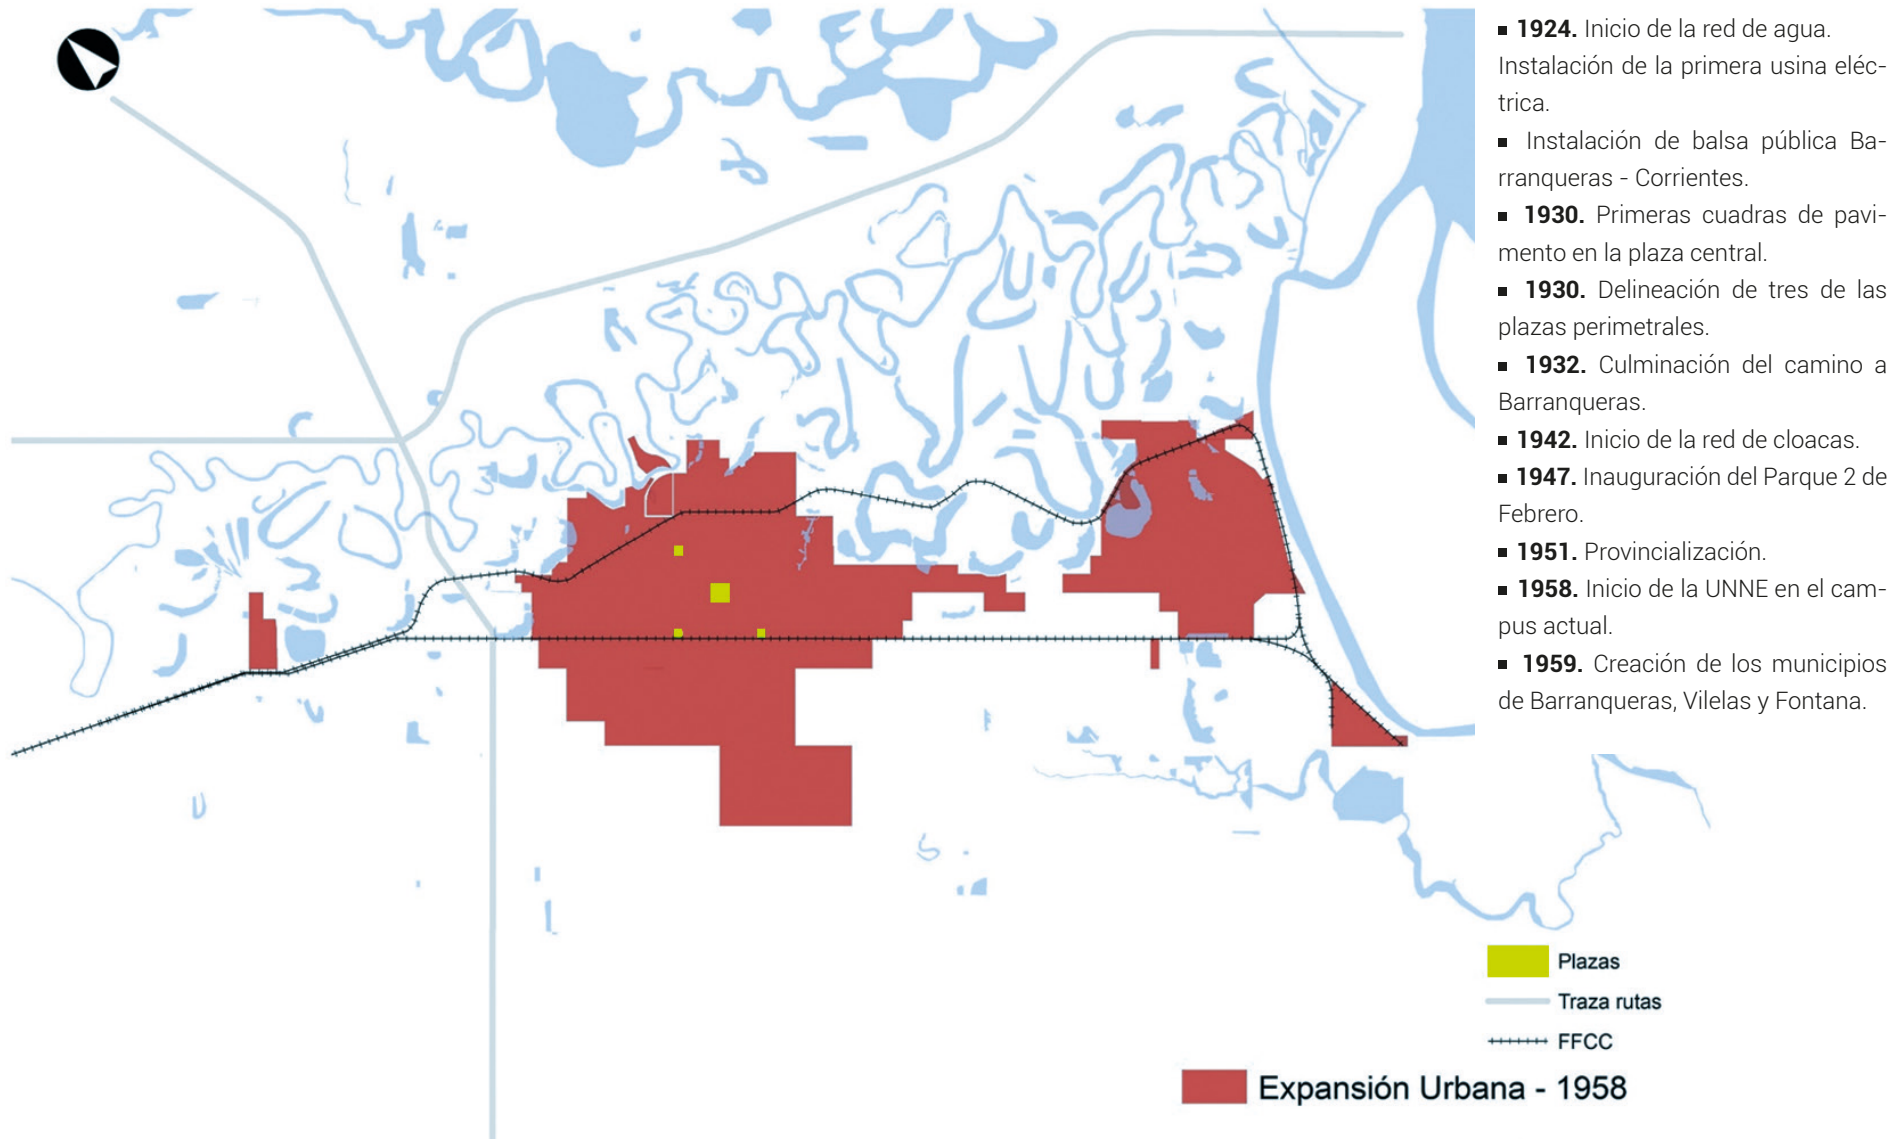 ▪ 1924. Inicio de la red de agua.
Instalación de la primera usina eléc-
trica.
▪ Instalación de balsa pública Ba-
rranqueras - Corrientes.
▪ 1930. Primeras cuadras de pavi-
mento en la plaza central.
▪ 1930. Delineación de tres de las
plazas perimetrales.
▪ 1932. Culminación del camino a
Barranqueras.
▪ 1942. Inicio de la red de cloacas.
▪ 1947. Inauguración del Parque 2 de
Febrero.
▪ 1951. Provincialización.
▪ 1958. Inicio de la UNNE en el cam-
pus actual.
▪ 1959. Creación de los municipios
de Barranqueras, Vilelas y Fontana.
Plazas
Traza rutas
FFCC
Expansión Urbana - 1958